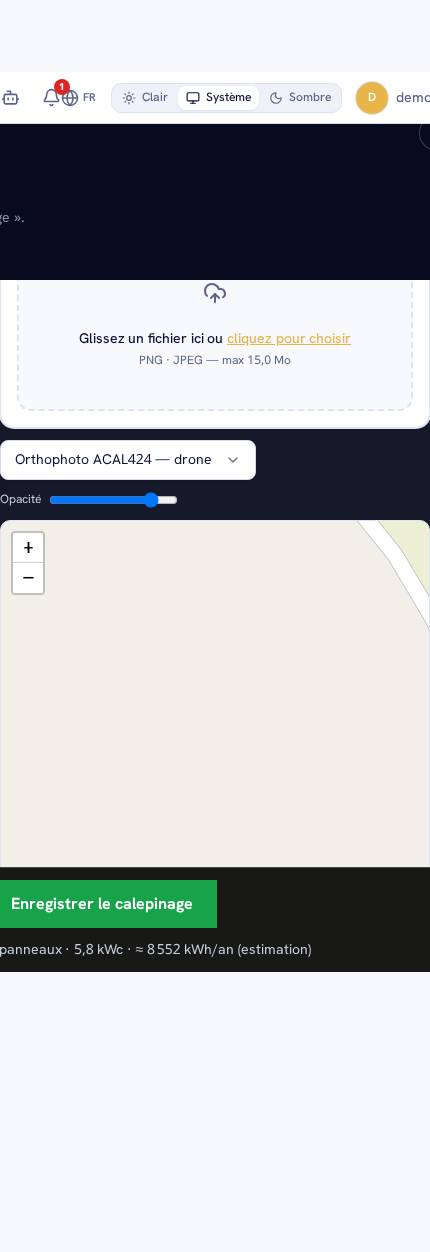 1
FR
Clair
Système
Sombre
D
ge ».
Glissez un fichier ici ou cliquez pour choisir
PNG · JPEG — max 15,0 Mo
Orthophoto ACAL424 — drone
Opacité
+
−
Enregistrer le calepinage
panneaux · 5,8 kWc · ≈ 8 552 kWh/an (estimation)